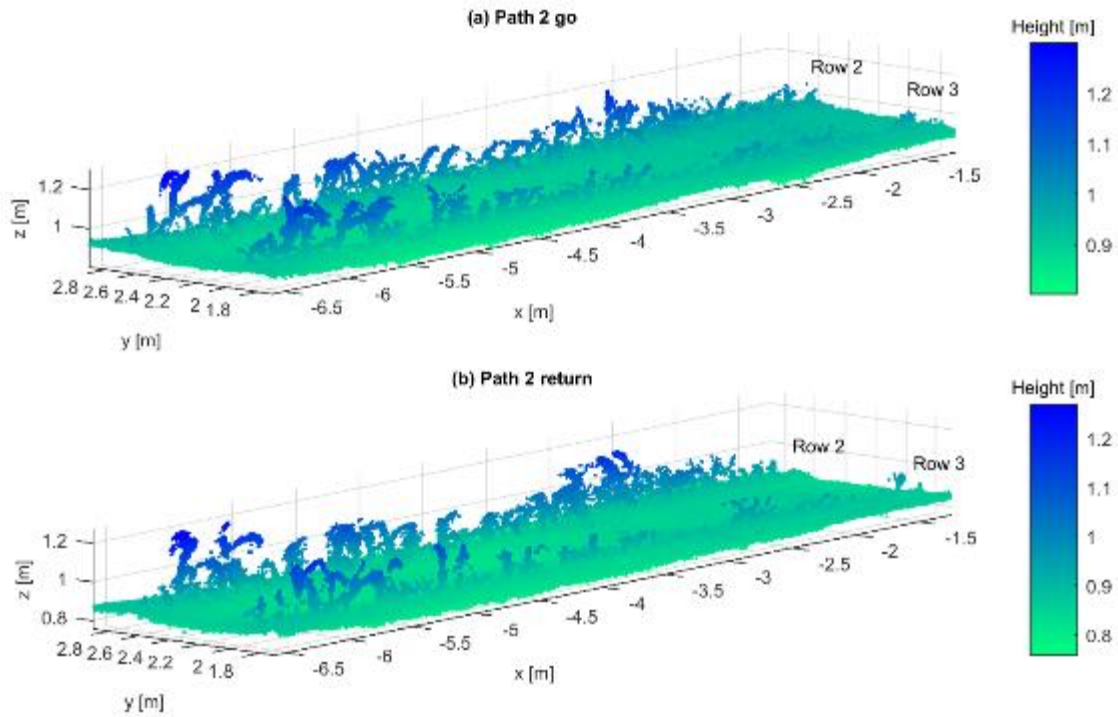 (a) Path 2 go
Height [m]
Row 2
Row 3
1.2
1.1
1
0.9
z [m]
1.2
1
2.8 2.6 2.4 2.2 2 1.8
y [m]
-6.5 -6 -5.5 -5 -4.5 -4 -3.5 -3 -2.5 -2 -1.5
x [m]
(b) Path 2 return
Height [m]
Row 2
Row 3
1.2
1.1
1
0.9
0.8
z [m]
1.2
1
0.8
2.8 2.6 2.4 2.2 2 1.8
y [m]
-6.5 -6 -5.5 -5 -4.5 -4 -3.5 -3 -2.5 -2 -1.5
x [m]